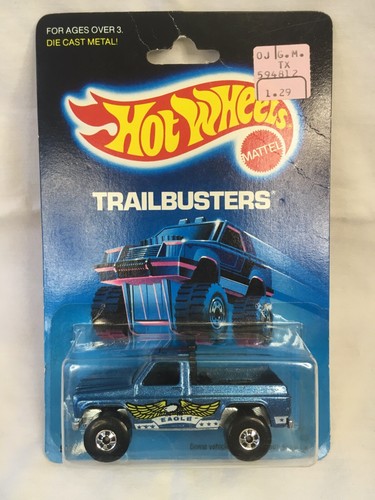 FOR AGES OVER 3.
DIE CAST METAL!
OJ G.M.
TX
594812
1.29
HOT WHEELS
MATTEL
TRAILBUSTERS
EAGLE